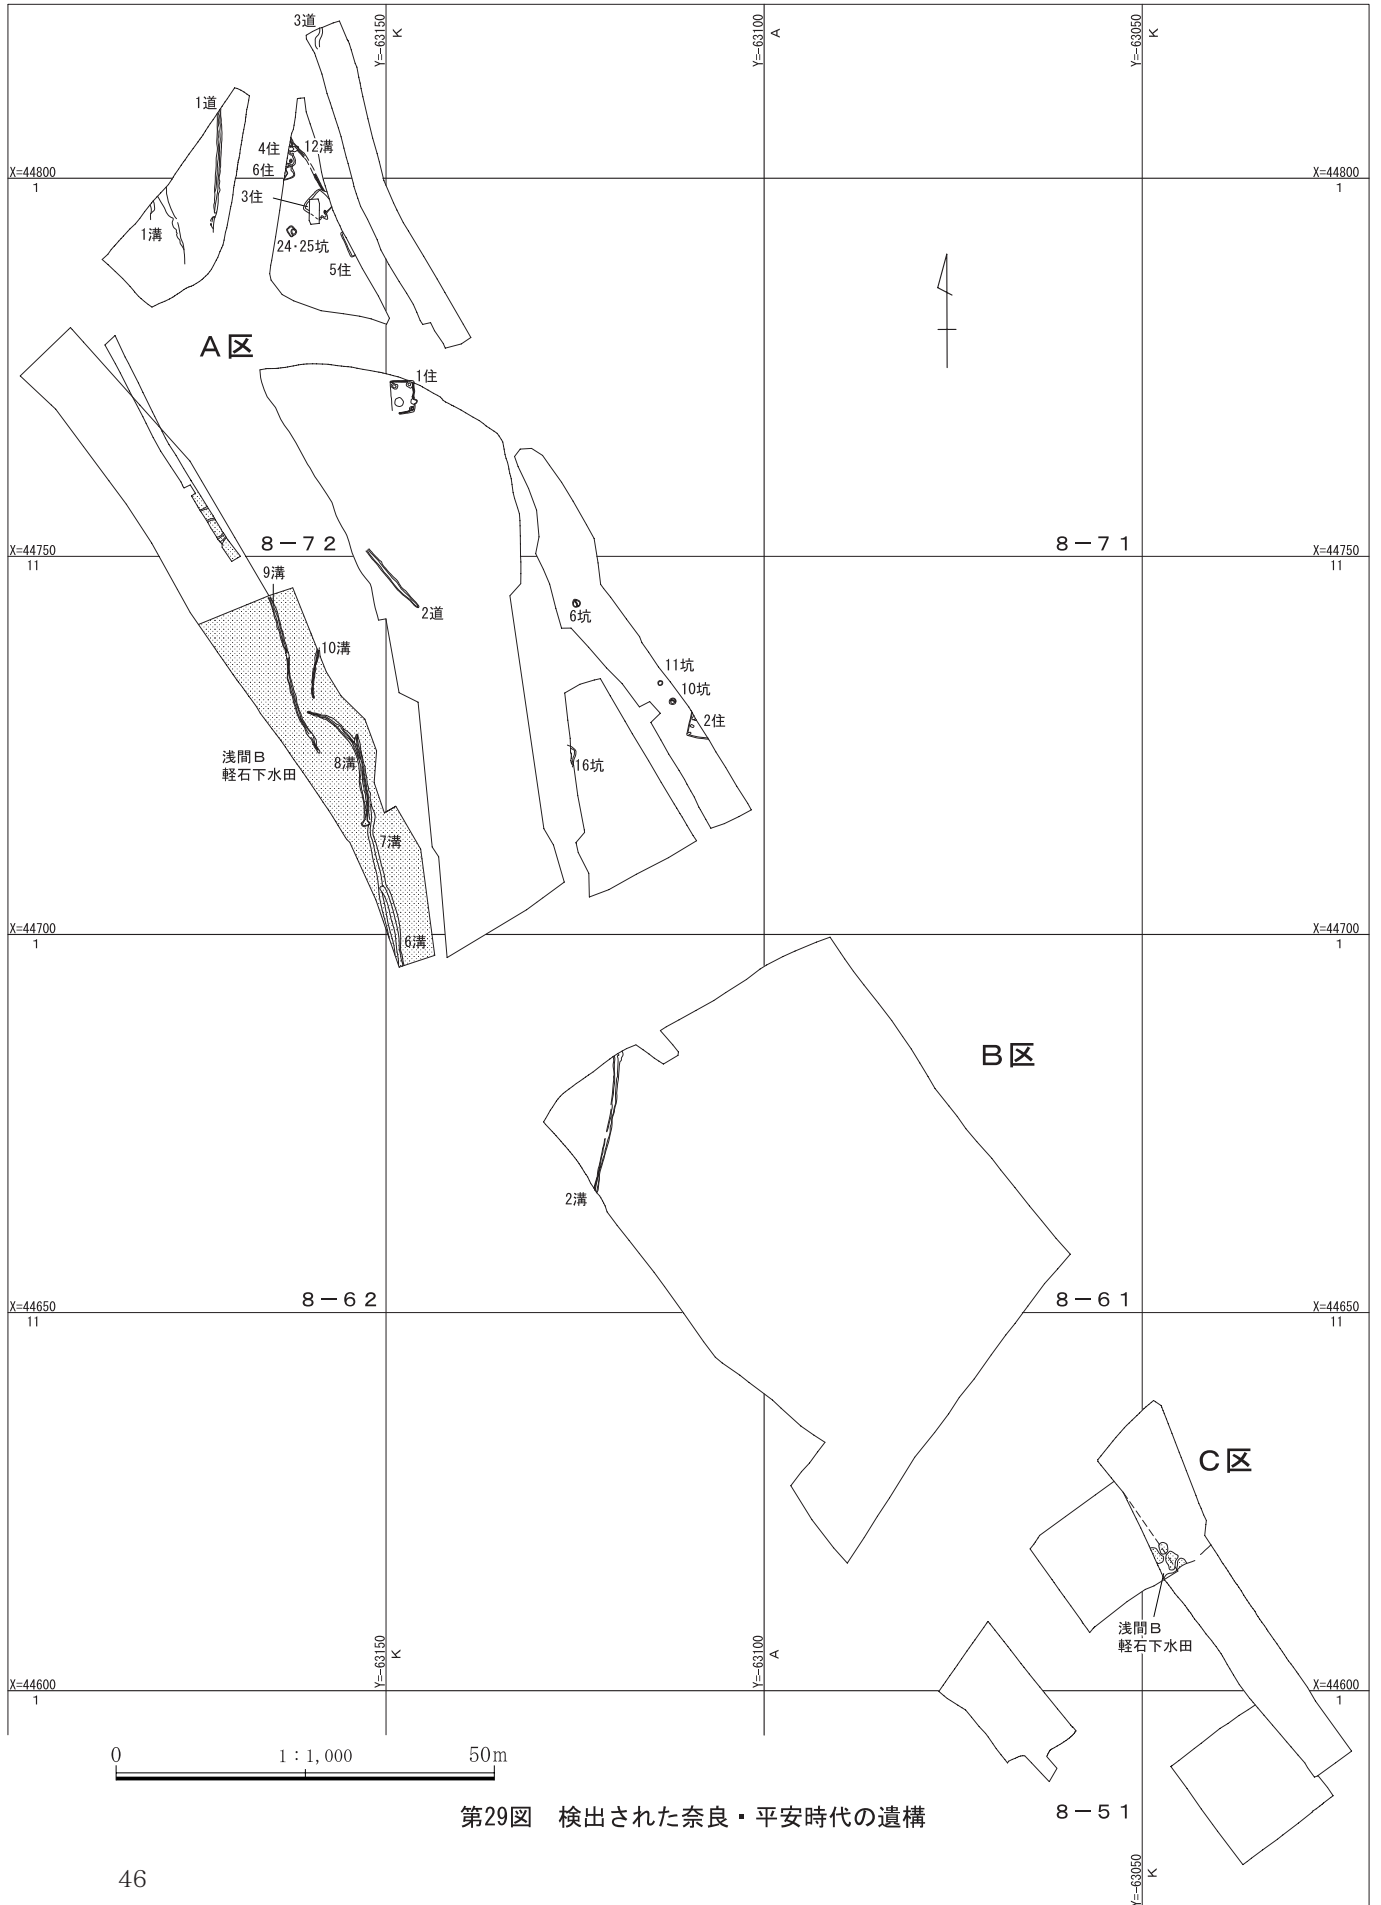 3道
Y=-63150
K
Y=-63100
A
Y=-63050
K
1道
4住
12溝
6住
X=44800
1
X=44800
1
3住
1溝
24・25坑
5住
A区
1住
8-72
8-71
X=44750
11
X=44750
11
9溝
2道
6坑
10溝
11坑
10坑
2住
浅間B
軽石下水田
8溝
16坑
7溝
X=44700
1
6溝
X=44700
1
B区
2溝
8-62
8-61
X=44650
11
X=44650
11
C区
浅間B
軽石下水田
Y=-63150
K
Y=-63100
A
X=44600
1
X=44600
1
0
1:1,000
50m
8-51
第29図 検出された奈良・平安時代の遺構
Y=-63050
K
46